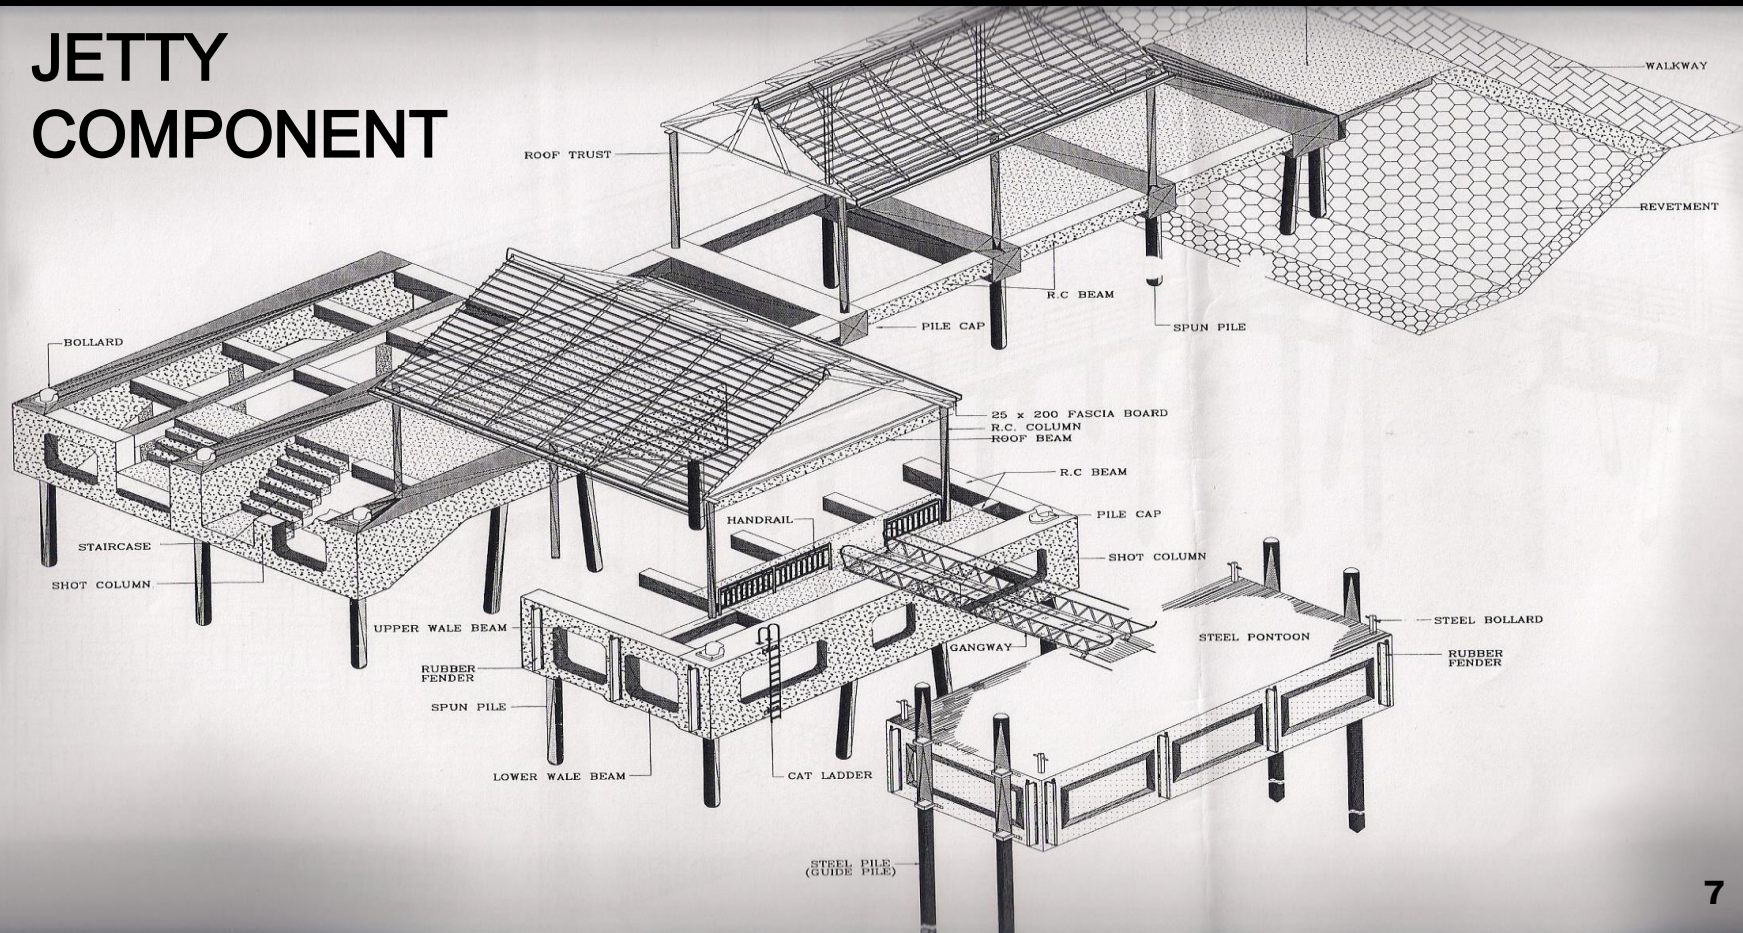 JETTY
COMPONENT
WALKWAY
ROOF TRUST
REVETMENT
R.C BEAM
PILE CAP
SPUN PILE
BOLLARD
25 x 200 FASCIA BOARD
R.C. COLUMN
ROOF BEAM
R.C BEAM
PILE CAP
HANDRAIL
STAIRCASE
SHOT COLUMN
SHOT COLUMN
UPPER WALE BEAM
STEEL BOLLARD
STEEL PONTOON
GANGWAY
RUBBER
FENDER
RUBBER
FENDER
SPUN PILE
LOWER WALE BEAM
CAT LADDER
STEEL PILE
(GUIDE PILE)
7